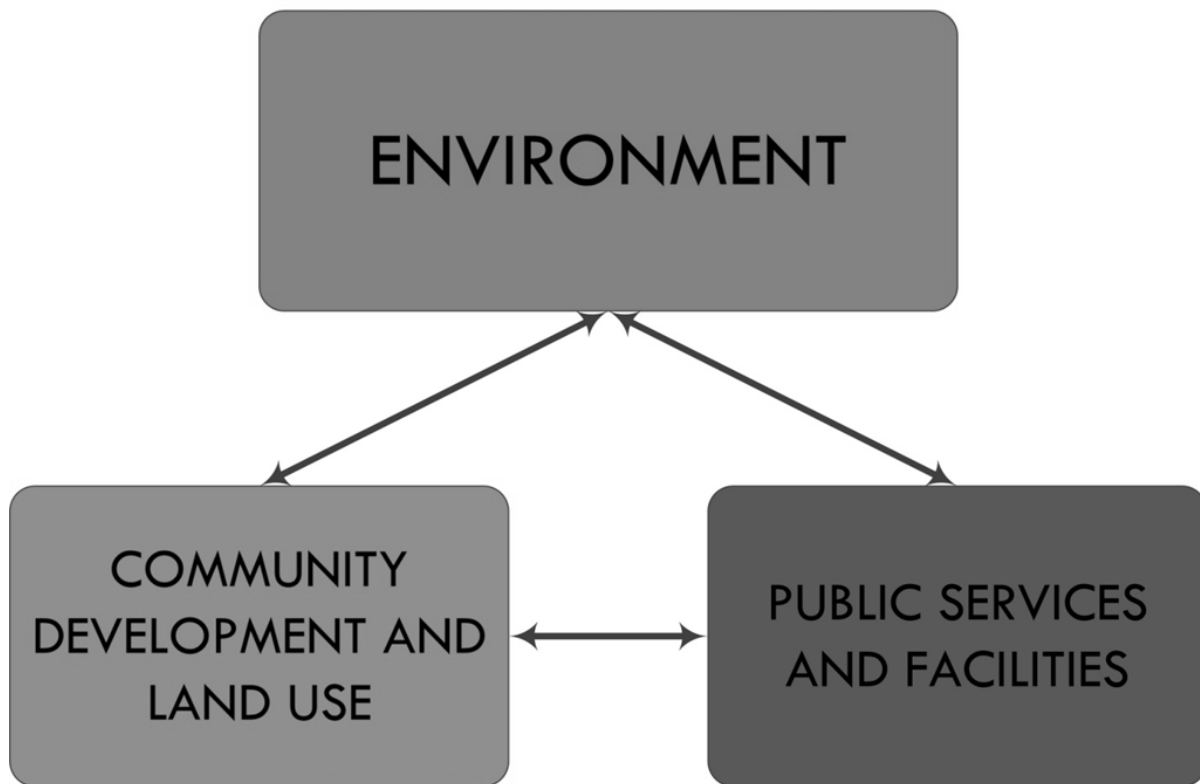 ENVIRONMENT
COMMUNITY
DEVELOPMENT AND
LAND USE
PUBLIC SERVICES
AND FACILITIES